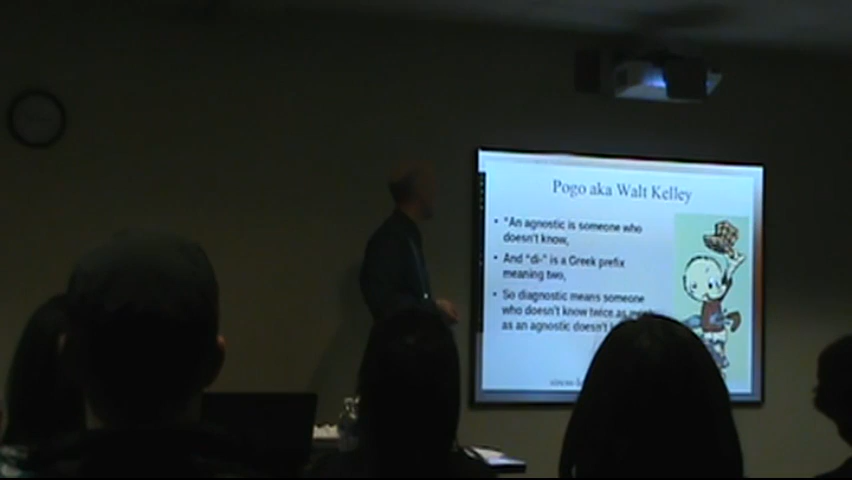 Pogo aka Walt Kelley
• "An agnostic is someone who
doesn't know,
• And "di-" is a Greek prefix
meaning two,
• So diagnostic means someone
who doesn't know twice as
as an agnostic doesn't